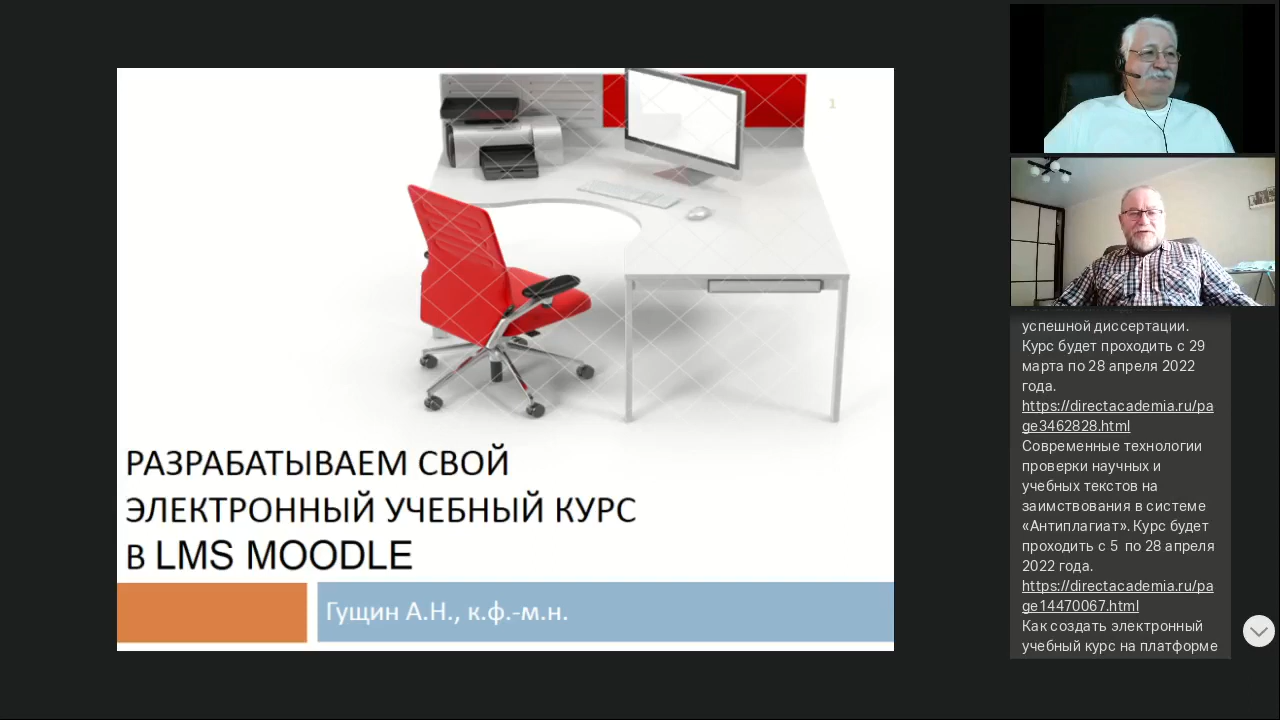 1
РАЗРАБАТЫВАЕМ СВОЙ
ЭЛЕКТРОННЫЙ УЧЕБНЫЙ КУРС
В LMS MOODLE
Гущин А.Н., к.ф.-м.н.
успешной диссертации.
Курс будет проходить с 29
марта по 28 апреля 2022
года.
https://directacademia.ru/pa
ge3462828.html
Современные технологии
проверки научных и
учебных текстов на
заимствования в системе
«Антиплагиат». Курс будет
проходить с 5 по 28 апреля
2022 года.
https://directacademia.ru/pa
ge14470067.html
Как создать электронный
учебный курс на платформе